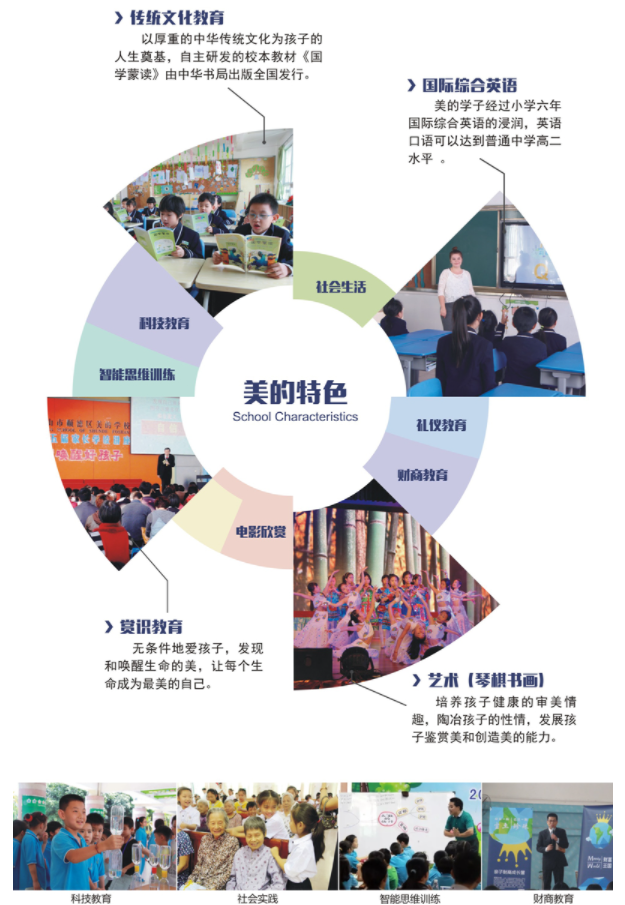 传统文化教育
以厚重的中华传统文化为孩子的
人生奠基，自主研发的校本教材《国
学蒙读》由中华书局出版全国发行。
国际综合英语
美的学子经过小学六年
国际综合英语的浸润，英语
口语可以达到普通中学高二
水平 。
社会生活
科技教育
智能思维训练
美的特色
School Characteristics
礼仪教育
财商教育
电影欣赏
赏识教育
无条件地爱孩子，发现
和唤醒生命的美，让每个生
命成为最美的自己。
艺术（琴棋书画）
培养孩子健康的审美情
趣，陶冶孩子的性情，发展孩
子鉴赏美和创造美的能力。
科技教育
社会实践
智能思维训练
财商教育